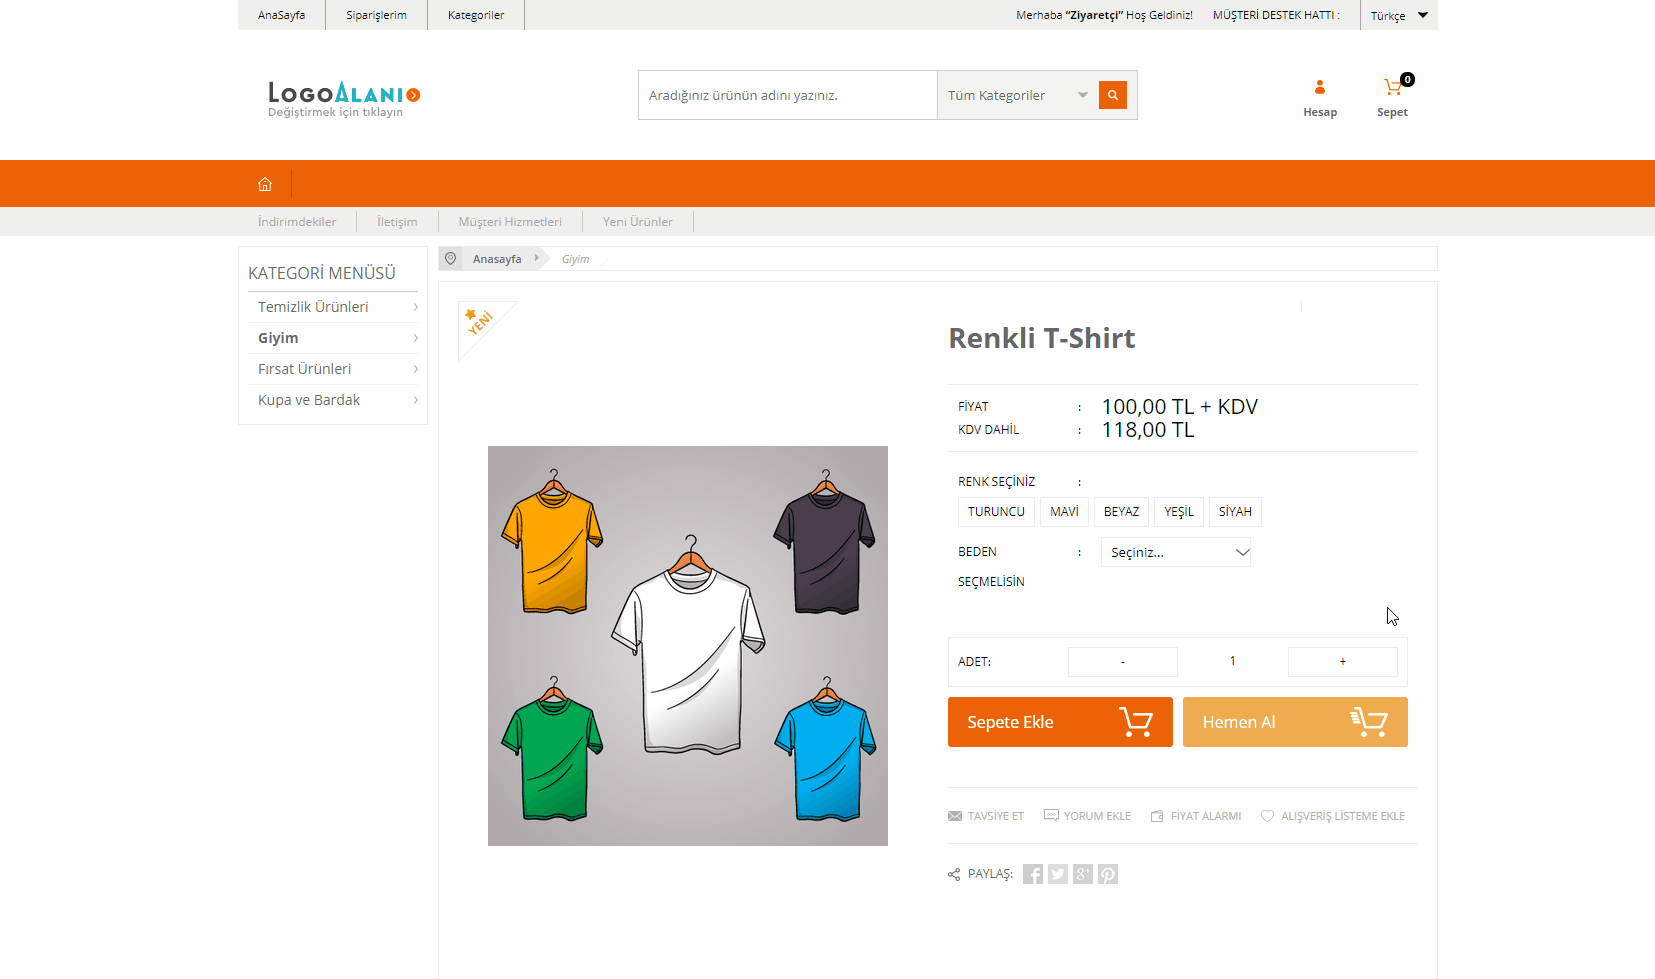 AnaSayfa
Siparişlerim
Kategoriler
Merhaba “Ziyaretçi” Hoş Geldiniz!
MÜŞTERİ DESTEK HATTI :
Türkçe
LOGOALANI
Değiştirmek için tıklayın
Aradığınız ürünün adını yazınız.
Tüm Kategoriler
0
Hesap
Sepet
İndirimdekiler
İletişim
Müşteri Hizmetleri
Yeni Ürünler
KATEGORİ MENÜSÜ
Temizlik Ürünleri
Giyim
Fırsat Ürünleri
Kupa ve Bardak
Anasayfa
Giyim
YENİ
Renkli T-Shirt
FİYAT : 100,00 TL + KDV
KDV DAHİL : 118,00 TL
RENK SEÇİNİZ :
TURUNCU MAVİ BEYAZ YEŞİL SİYAH
BEDEN : Seçiniz...
SEÇMELİSİN
ADET: - 1 +
Sepete Ekle
Hemen Al
TAVSİYE ET
YORUM EKLE
FİYAT ALARMI
ALIŞVERİŞ LİSTEME EKLE
PAYLAŞ: